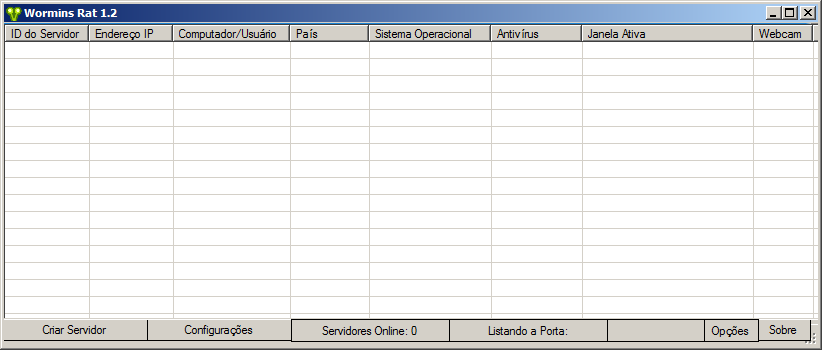 Wormins Rat 1.2
ID do Servidor Endereço IP Computador/Usuário País Sistema Operacional Antivírus Janela Ativa Webcam
Criar Servidor Configurações Servidores Online: 0 Listando a Porta: Opções Sobre